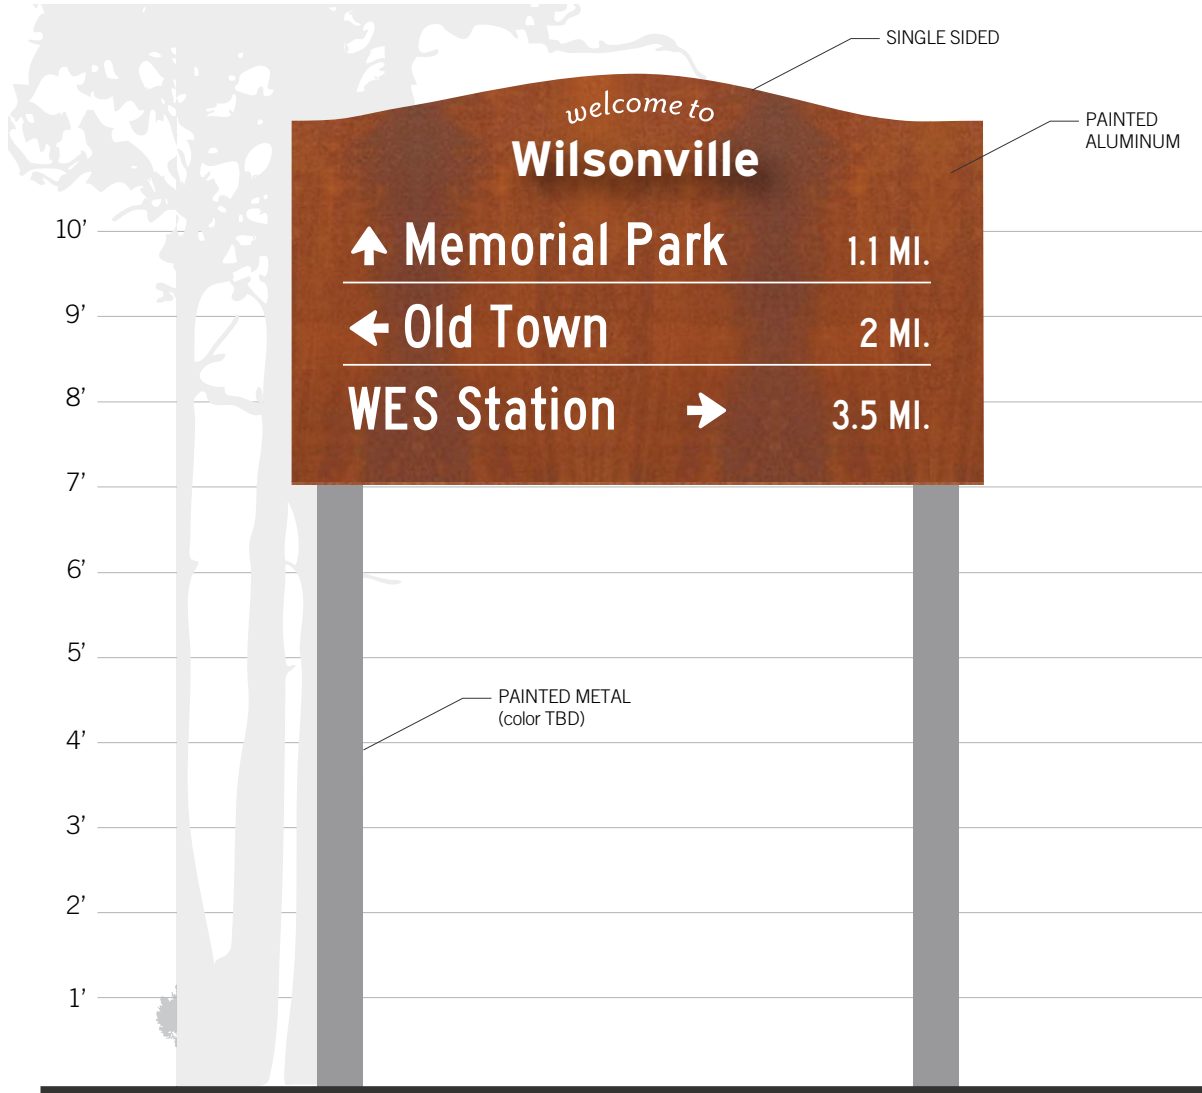 SINGLE SIDED
welcome to
PAINTED
ALUMINUM
Wilsonville
10’
Memorial Park 1.1 MI.
9’
Old Town 2 MI.
8’
WES Station 3.5 MI.
7’
6’
5’
PAINTED METAL
(color TBD)
4’
3’
2’
1’